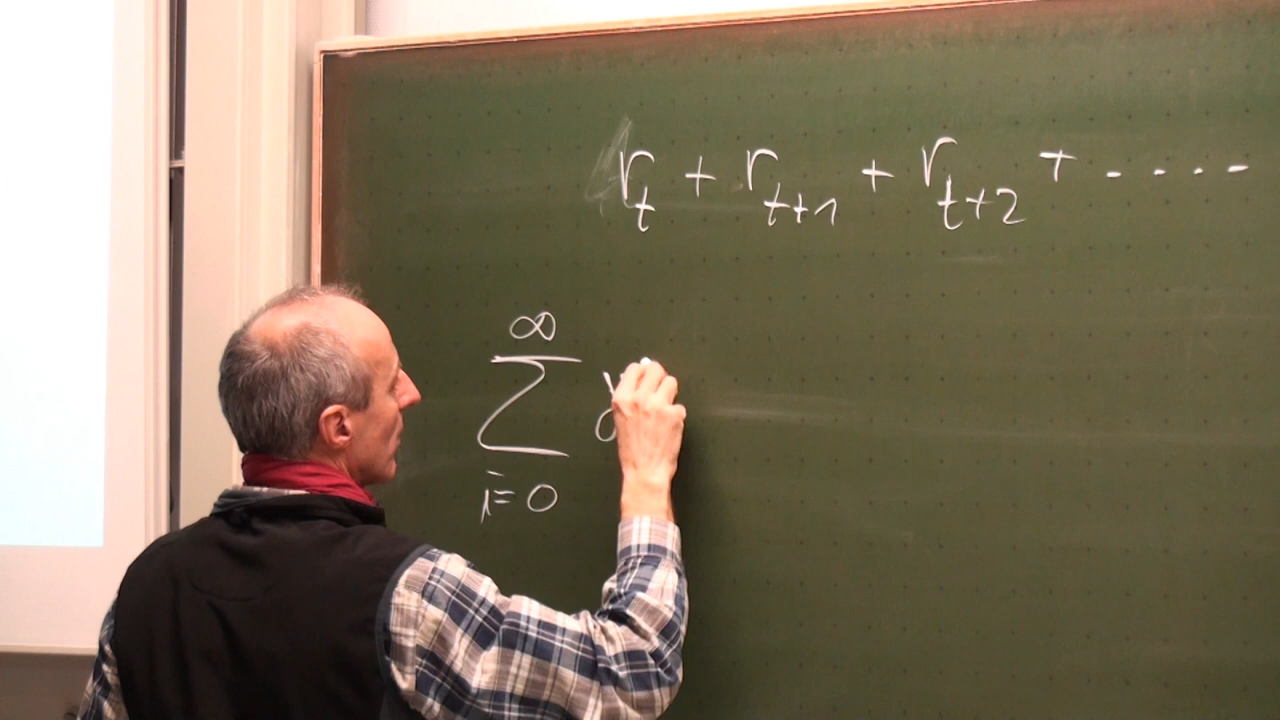 r_t + r_{t+1} + r_{t+2} + ....
∞
∑ γ
i=0